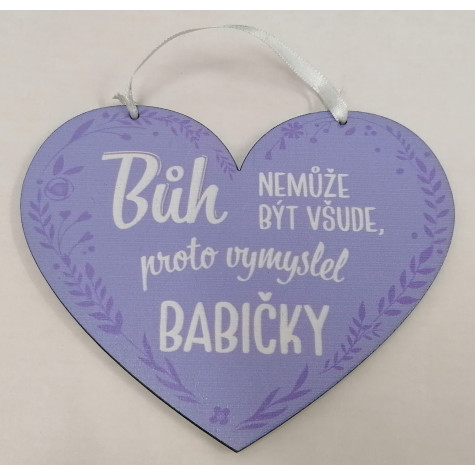 Bůh NEMŮŽE
BÝT VŠUDE,
proto vymyslel
BABIČKY